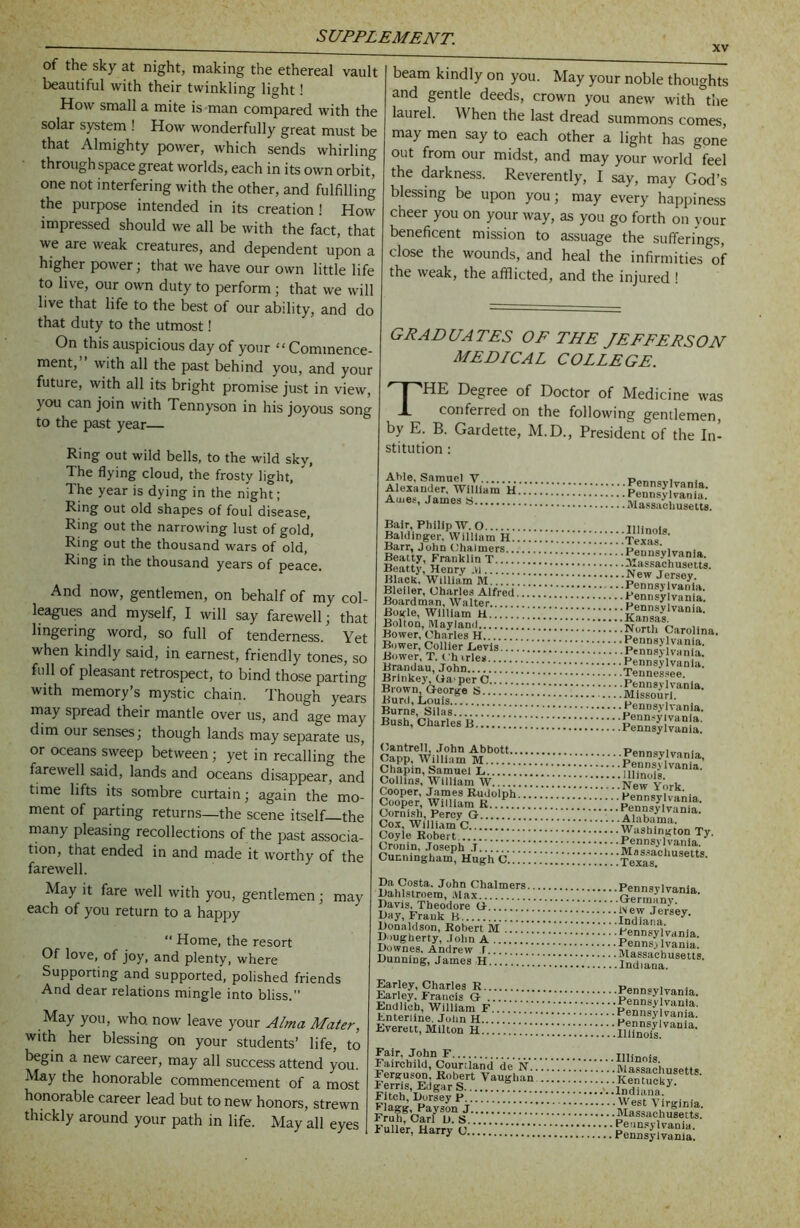 SUPPLEMENT.
xv
of the sky at night, making the ethereal vault
beautiful with their twinkling light!
How small a mite is man compared with the
solar system! How wonderfully great must be
that Almighty power, which sends whirling
through space great worlds, each in its own orbit,
one not interfering with the other, and fulfilling
the purpose intended in its creation! How
impressed should we all be with the fact, that
we are weak creatures, and dependent upon a
higher power; that we have our own little life
to live, our own duty to perform; that we will
live that life to the best of our ability, and do
that duty to the utmost!
On this auspicious day of your “Commence-
ment,” with all the past behind you, and your
future, with all its bright promise just in view,
you can join with Tennyson in his joyous song
to the past year—
Ring out wild bells, to the wild sky,
The flying cloud, the frosty light,
The year is dying in the night;
Ring out old shapes of foul disease,
Ring out the narrowing lust of gold,
Ring out the thousand wars of old,
Ring in the thousand years of peace.
And now, gentlemen, on behalf of my col-
leagues and myself, I will say farewell; that
lingering word, so full of tenderness. Yet
when kindly said, in earnest, friendly tones, so
full of pleasant retrospect, to bind those parting
with memory’s mystic chain. Though years
may spread their mantle over us, and age may
dim our senses; though lands may separate us,
or oceans sweep between; yet in recalling the
farewell said, lands and oceans disappear, and
time lifts its sombre curtain; again the mo-
ment of parting returns—the scene itself—the
many pleasing recollections of the past associa-
tion, that ended in and made it worthy of the
farewell.
May it fare well with you, gentlemen; may
each of you return to a happy
“Home, the resort
Of love, of joy, and plenty, where
Supporting and supported, polished friends
And dear relations mingle into bliss.”
May you, who now leave your Alma Mater,
with her blessing on your students’ life, to
begin a new career, may all success attend you.
May the honorable commencement of a most
honorable career lead but to new honors, strewn
thickly around your path in life. May all eyes
beam kindly on you. May your noble thoughts
and gentle deeds, crown you anew with the
laurel. When the last dread summons comes,
may men say to each other a light has gone
out from our midst, and may your world feel
the darkness. Reverently, I say, may God’s
blessing be upon you; may every happiness
cheer you on your way, as you go forth on your
beneficent mission to assuage the sufferings,
close the wounds, and heal the infirmities of
the weak, the afflicted, and the injured!
GRADUATES OF THE JEFFERSON
MEDICAL COLLEGE.
THE Degree of Doctor of Medicine was
conferred on the following gentlemen,
by E. B. Gardette, M.D., President of the In-
stitution:
Able, Samuel V. Pennsylvania.
Alexander, William H. Pennsylvania.
Ames, James S. Massachusetts.
Bair, Philip W. O. Illinois.
Baldinger, William H. Texas.
Barr, John Chalmers. Pennsylvania.
Beatty, Franklin T. Massachusetts.
Beatty, Henry M. New Jersey.
Black, William M. Pennsylvania.
Bleiler, Charles Alfred. Pennsylvania.
Boardman, Walter. Pennsylvania.
Bogle, William H. Kansas.
Bolton, Mayland. North Carolina.
Bower, Charles H. Pennsylvania.
Bower, Collier Levis. Pennsylvania.
Bower, T. Charles. Pennsylvania.
Brandau, John. Tennessee.
Brinkey, Gasper C. Pennsylvania.
Brown, George S. Missouri.
Burd, Louis. Pennsylvania.
Burns, Silas. Pennsylvania.
Bush, Charles B. Pennsylvania.
Cantrell, John Abbott. Pennsylvania,
Capp, William M. Pennsylvania.
Chapin, Samuel L. Illinois.
Collins, William W. New York.
Cooper, James Rudolph. Pennsylvania.
Cooper, William R. Pennsylvania.
Cornish, Percy G. Alabama.
Cox, William C. Washington Ty.
Coyle Robert. Pennsylvania.
Cronin, Joseph J. Massachusetts.
Cunningham, Hugh C. Texas.
Da Costa, John Chalmers. Pennsylvania.
Dahlstroem, Max. Germany.
Davis, Theodore G. New Jersey.
Day, Frank B. Indiana.
Donaldson, Robert M. Pennsylvania.
Dougherty, John A. Pennsylvania.
Downes, Andrew T. Massachusetts.
Dunning, James H. Indiana.
Earley, Charles R. Pennsylvania.
Earley, Francis G. Pennsylvania.
Endlich, William F. Pennsylvania.
Enterline, John H. Pennsylvania.
Everett, Milton H. Illinois.
Fair, John F. Illinois.
Fairchild, Courtland de N. Massachusetts.
Ferguson, Robert Vaughan. Kentucky.
Ferris, Edgar S. Indiana.
Fitch, Dorsey P. West Virginia.
Flagg, Payson J. Massachusetts.
Fruh, Carl D. S. Pennsylvania.
Fuller, Harry C. Pennsylvania.